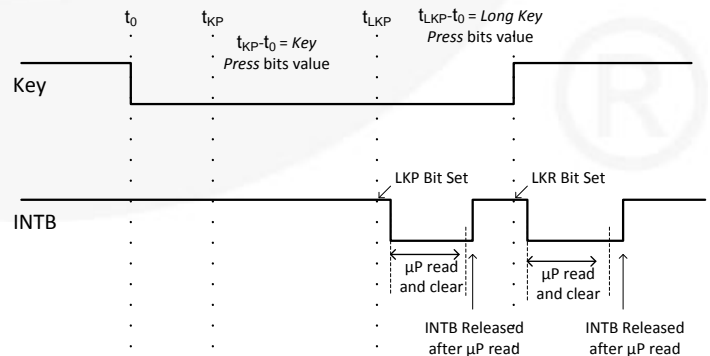 t0 tKP tLKP tLKP-t0 = Long Key
Press bits value
tKP-t0 = Key
Press bits value
Key
LKP Bit Set LKR Bit Set
INTB
µP read
and clear
µP read
and clear
INTB Released
after µP read
INTB Released
after µP read
®